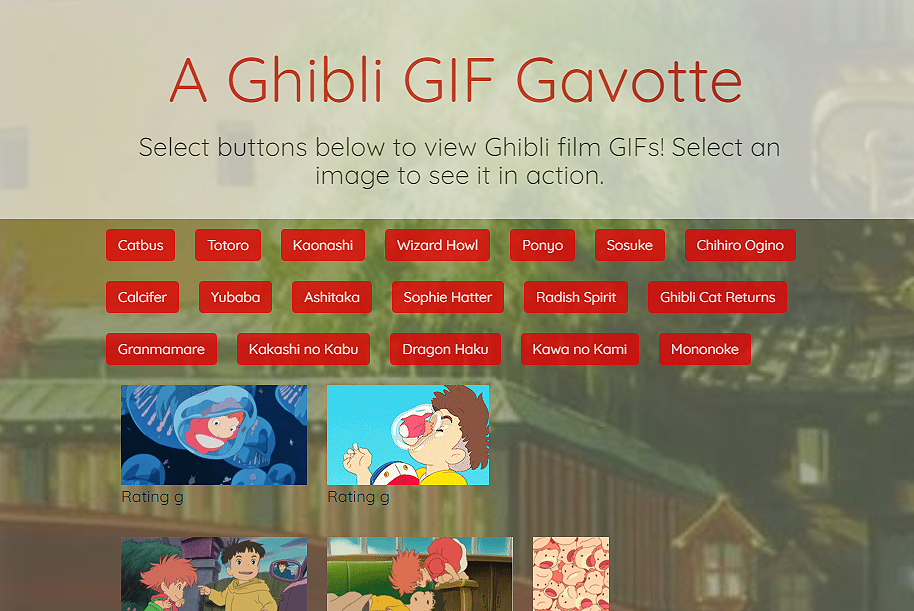 A Ghibli GIF Gavotte
Select buttons below to view Ghibli film GIFs! Select an
image to see it in action.
Catbus Totoro Kaonashi Wizard Howl Ponyo Sosuke Chihiro Ogino
Calcifer Yubaba Ashitaka Sophie Hatter Radish Spirit Ghibli Cat Returns
Granmamare Kakashi no Kabu Dragon Haku Kawa no Kami Mononoke
Rating g Rating g